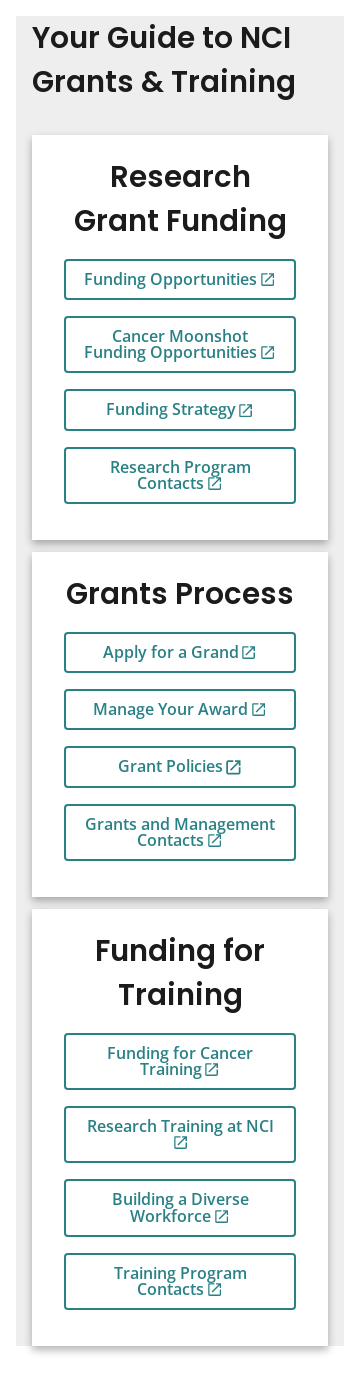 Your Guide to NCI
Grants & Training
Research
Grant Funding
Funding Opportunities
Cancer Moonshot
Funding Opportunities
Funding Strategy
Research Program
Contacts
Grants Process
Apply for a Grand
Manage Your Award
Grant Policies
Grants and Management
Contacts
Funding for
Training
Funding for Cancer
Training
Research Training at NCI
Building a Diverse
Workforce
Training Program
Contacts